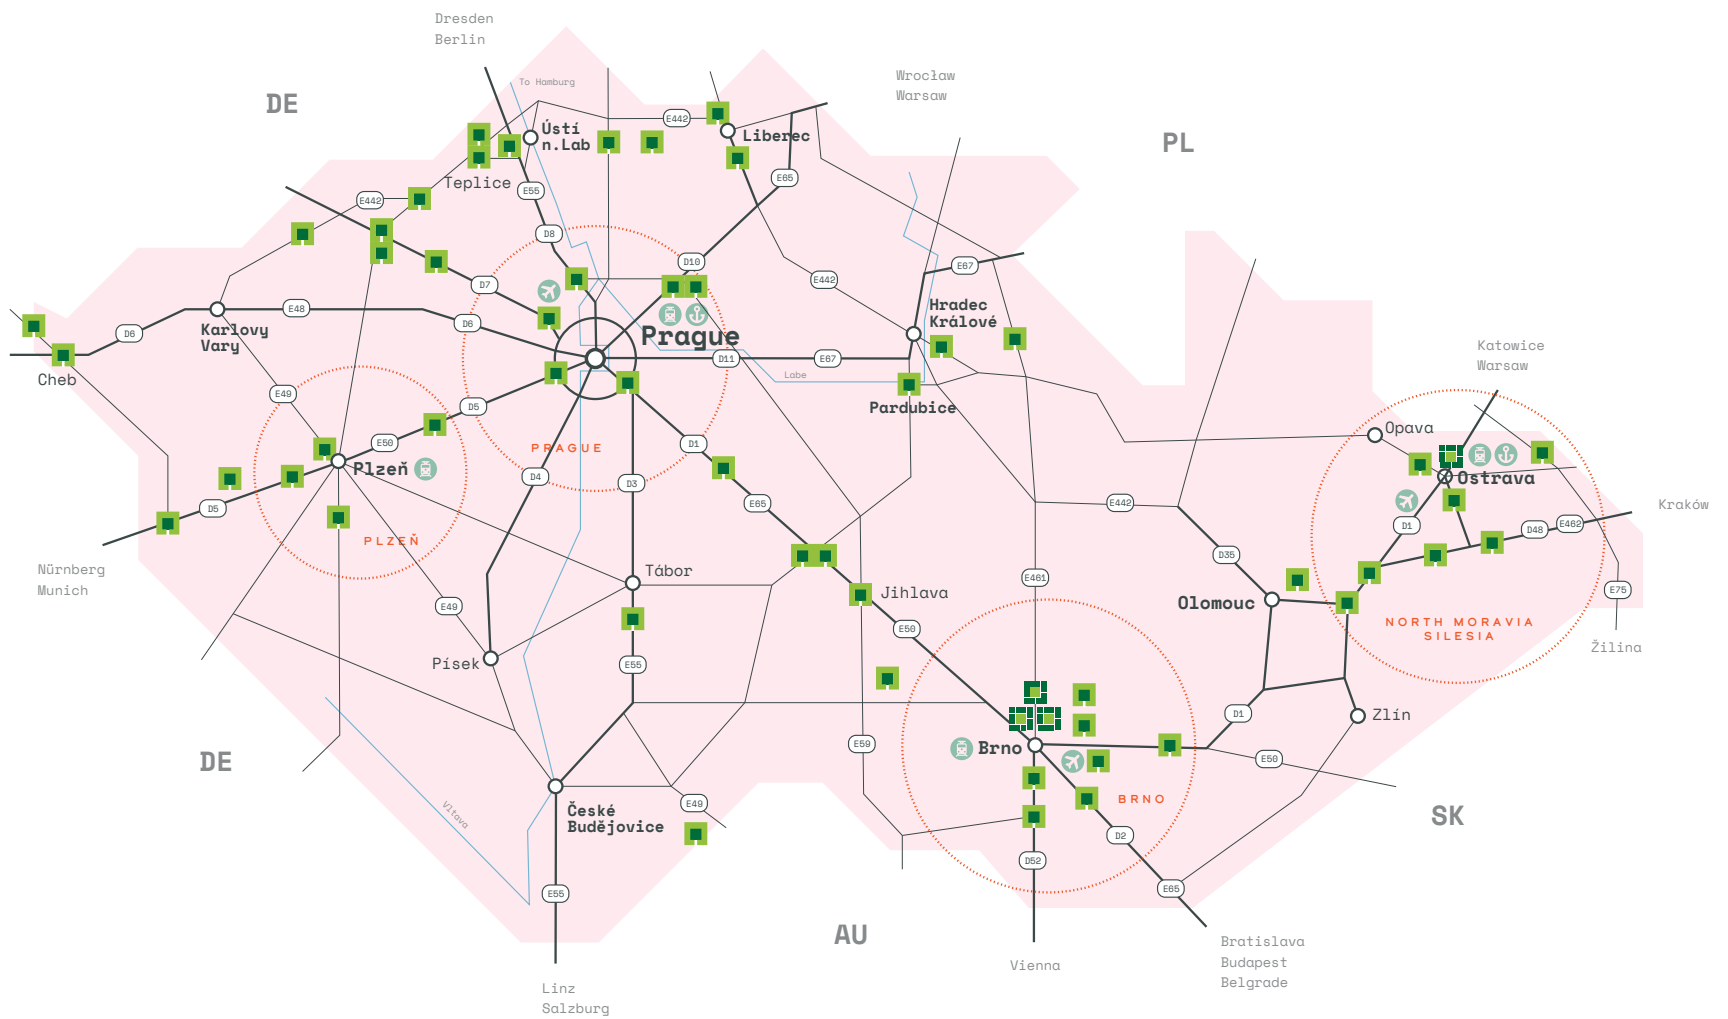 Dresden
Berlin
To Hamburg
DE
Wrocław
Warsaw
E442
Ústí
n.Lab
Liberec
PL
Teplice
E55
E65
E442
D8
D10
E67
E442
D7
Karlovy
Vary
E48
D6
D6
Prague
Hradec
Králové
Cheb
D11
E67
Labe
Katowice
Warsaw
E49
D5
Pardubice
Opava
PRAGUE
E50
D1
Plzeň
D4
D3
Ostrava
D5
E65
E442
D1
D48
E462
Kraków
PLZEŇ
D35
Nürnberg
Munich
Tábor
E461
Jihlava
E75
E49
Olomouc
E50
NORTH MORAVIA
SILESIA
Žilina
Písek
E55
D1
Zlín
DE
E59
Brno
E50
Vltava
E49
BRNO
České
Budějovice
SK
D2
D52
E55
E65
AU
Bratislava
Budapest
Belgrade
Vienna
Linz
Salzburg